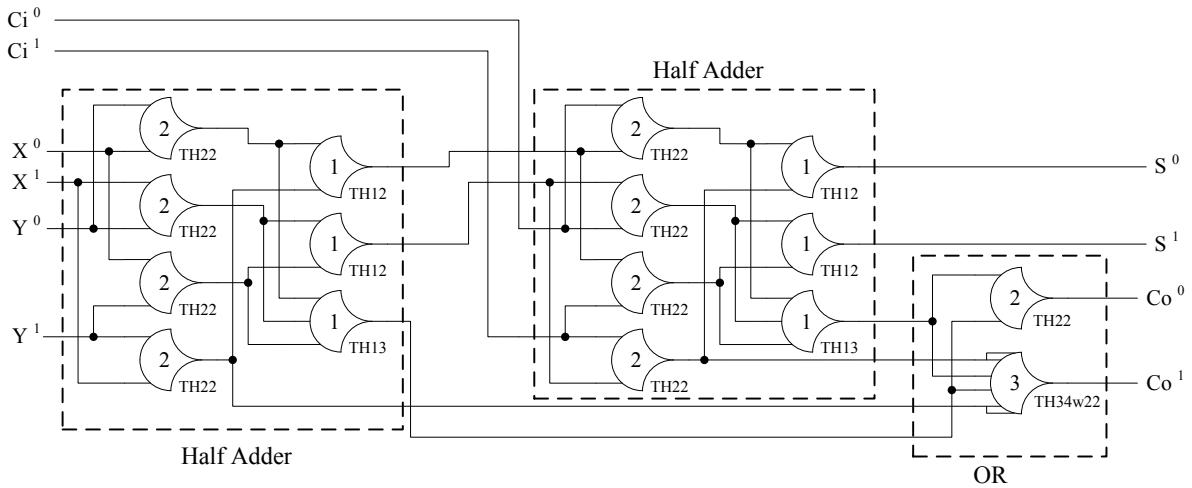 Ci 0
Ci 1
Half Adder
X 0
X 1
Y 0
Y 1
2
TH22
2
TH22
2
TH22
2
TH22
1
TH12
1
TH12
1
TH13
Half Adder
2
TH22
2
TH22
2
TH22
2
TH22
1
TH12
1
TH12
1
TH13
S 0
S 1
2
TH22
Co 0
3
TH34w22
Co 1
OR